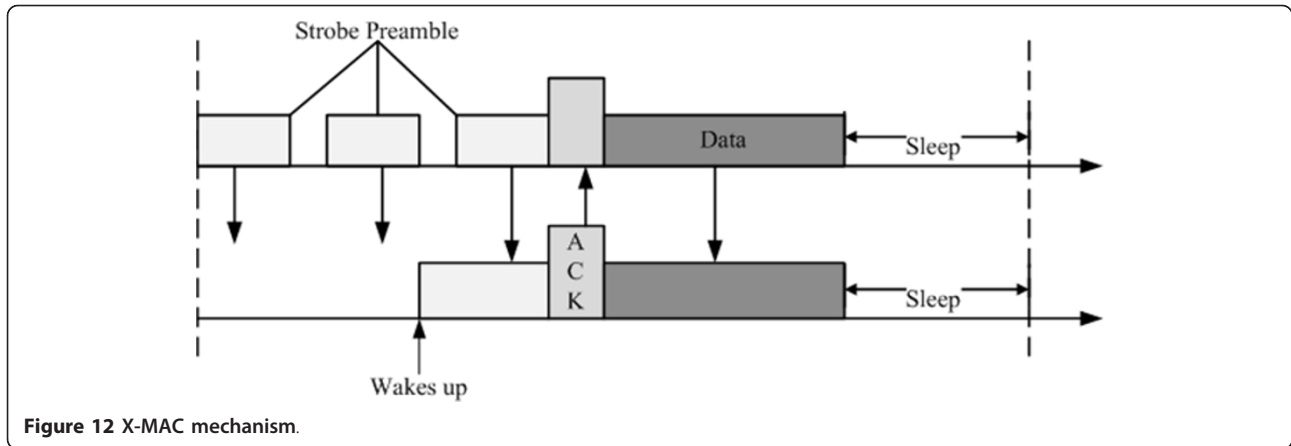 Strobe Preamble
Data
Sleep
A
C
K
Sleep
Wakes up
Figure 12 X-MAC mechanism.